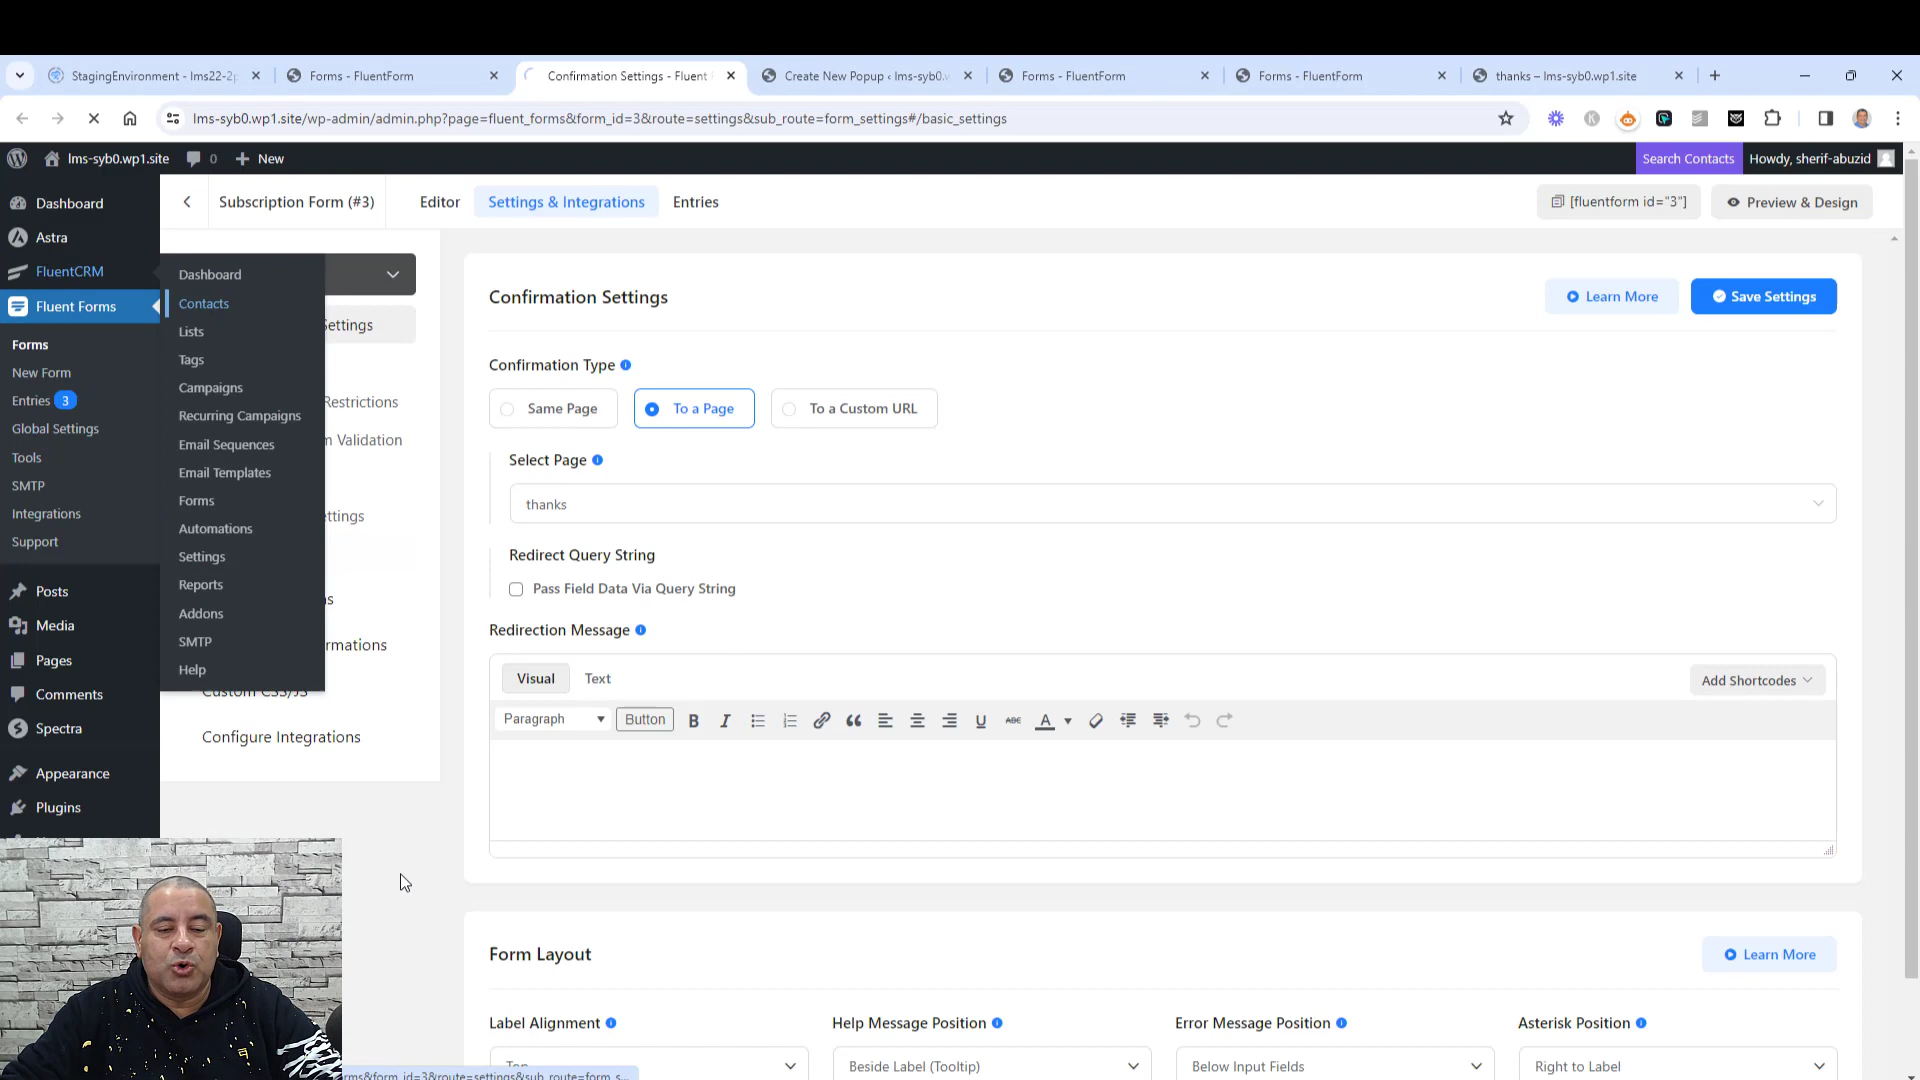 StagingEnvironment - lms22-2p
Forms - FluentForm
Confirmation Settings - Fluent F
Create New Popup ‹ lms-syb0.w
Forms - FluentForm
Forms - FluentForm
thanks – lms-syb0.wp1.site
lms-syb0.wp1.site/wp-admin/admin.php?page=fluent_forms&form_id=3&route=settings&sub_route=form_settings#/basic_settings
lms-syb0.wp1.site
0
New
Search Contacts
Howdy, sherif-abuzid
Dashboard
Astra
FluentCRM
Fluent Forms
Forms
New Form
Entries 3
Global Settings
Tools
SMTP
Integrations
Support
Posts
Media
Pages
Comments
Spectra
Appearance
Plugins
Dashboard
Contacts
Lists
Tags
Campaigns
Recurring Campaigns
Email Sequences
Email Templates
Forms
Automations
Settings
Reports
Addons
SMTP
Help
Subscription Form (#3)
Editor
Settings & Integrations
Entries
[fluentform id="3"]
Preview & Design
Settings
Restrictions
m Validation
ettings
ns
rmations
Custom CSS/JS
Configure Integrations
Confirmation Settings
Learn More
Save Settings
Confirmation Type
Same Page
To a Page
To a Custom URL
Select Page
thanks
Redirect Query String
Pass Field Data Via Query String
Redirection Message
Visual
Text
Add Shortcodes
Paragraph
Button
B
I
U
ABC
A
Form Layout
Learn More
Label Alignment
Help Message Position
Error Message Position
Asterisk Position
Top
Beside Label (Tooltip)
Below Input Fields
Right to Label
rms&form_id=3&route=settings&sub_route=form_s...